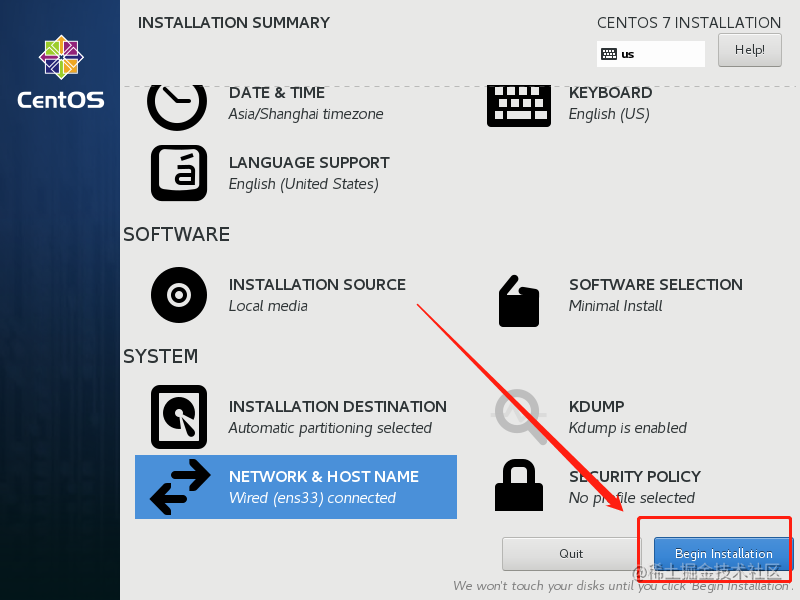 INSTALLATION SUMMARY
CENTOS 7 INSTALLATION
us
Help!
CentOS
DATE & TIME
Asia/Shanghai timezone
KEYBOARD
English (US)
á
LANGUAGE SUPPORT
English (United States)
SOFTWARE
INSTALLATION SOURCE
Local media
SOFTWARE SELECTION
Minimal Install
SYSTEM
INSTALLATION DESTINATION
Automatic partitioning selected
KDUMP
Kdump is enabled
NETWORK & HOST NAME
Wired (ens33) connected
SECURITY POLICY
No profile selected
Quit
Begin Installation
@稀土掘金技术社区
We won't touch your disks until you click 'Begin Installation'.